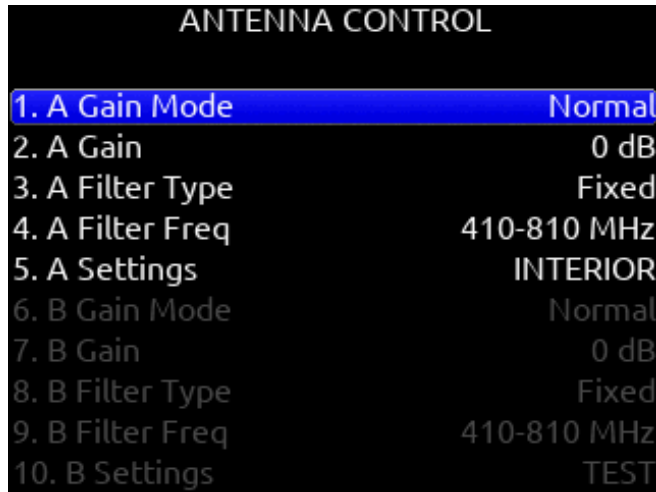 ANTENNA CONTROL
1. A Gain Mode Normal
2. A Gain 0 dB
3. A Filter Type Fixed
4. A Filter Freq 410-810 MHz
5. A Settings INTERIOR
6. B Gain Mode Normal
7. B Gain 0 dB
8. B Filter Type Fixed
9. B Filter Freq 410-810 MHz
10. B Settings TEST